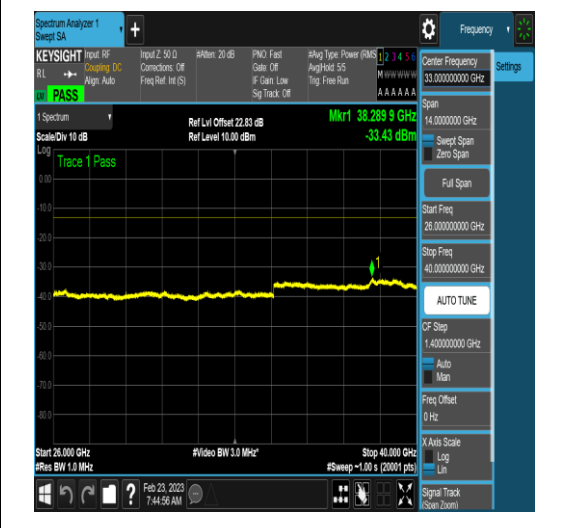 Spectrum Analyzer 1
Swept SA
+
Frequency
KEYSIGHT
RL
Input: RF
Coupling: DC
Align: Auto
Input Z: 50 Ω
Corrections: Off
Freq Ref: Int (S)
#Atten: 20 dB
PNO: Fast
Gate: Off
IF Gain: Low
Sig Track: Off
#Avg Type: Power (RMS
Avg|Hold: 5/5
Trig: Free Run
1 2 3 4 5 6
M W W W W W
A A A A A A
PASS
1 Spectrum
Scale/Div 10 dB
Ref Lvl Offset 22.83 dB
Ref Level 10.00 dBm
Mkr1 38.289 9 GHz
-33.43 dBm
Log
Trace 1 Pass
0.00
-10.0
-20.0
-30.0
-40.0
-50.0
-60.0
-70.0
-80.0
1
Start 26.000 GHz
#Res BW 1.0 MHz
#Video BW 3.0 MHz*
Stop 40.000 GHz
#Sweep ~1.00 s (20001 pts)
?
Feb 23, 2023
7:44:56 AM
Center Frequency
33.000000000 GHz
Settings
Span
14.0000000 GHz
Swept Span
Zero Span
Full Span
Start Freq
26.000000000 GHz
Stop Freq
40.000000000 GHz
AUTO TUNE
CF Step
1.400000000 GHz
Auto
Man
Freq Offset
0 Hz
X Axis Scale
Log
Lin
Signal Track
(Span Zoom)